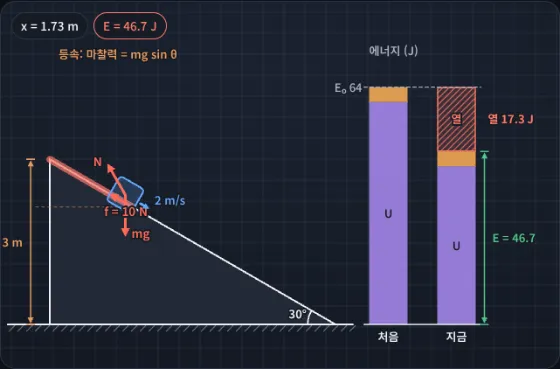 x = 1.73 m
E = 46.7 J
등속: 마찰력 = mg sin θ
에너지 (J)
E₀ 64
열
열 17.3 J
N
2 m/s
f = 10 N
mg
3 m
U
U
E = 46.7
30°
처음
지금